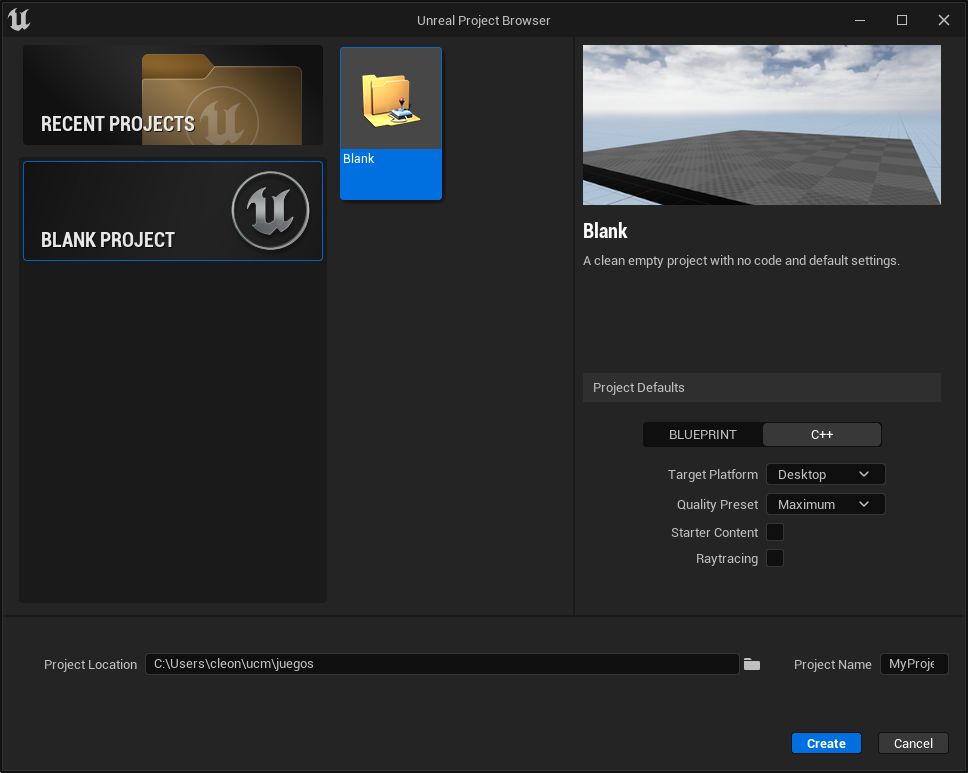 Unreal Project Browser
RECENT PROJECTS
BLANK PROJECT
Blank
Blank
A clean empty project with no code and default settings.
Project Defaults
BLUEPRINT C++
Target Platform Desktop
Quality Preset Maximum
Starter Content
Raytracing
Project Location C:\Users\cleon\ucm\juegos Project Name MyProje
Create Cancel